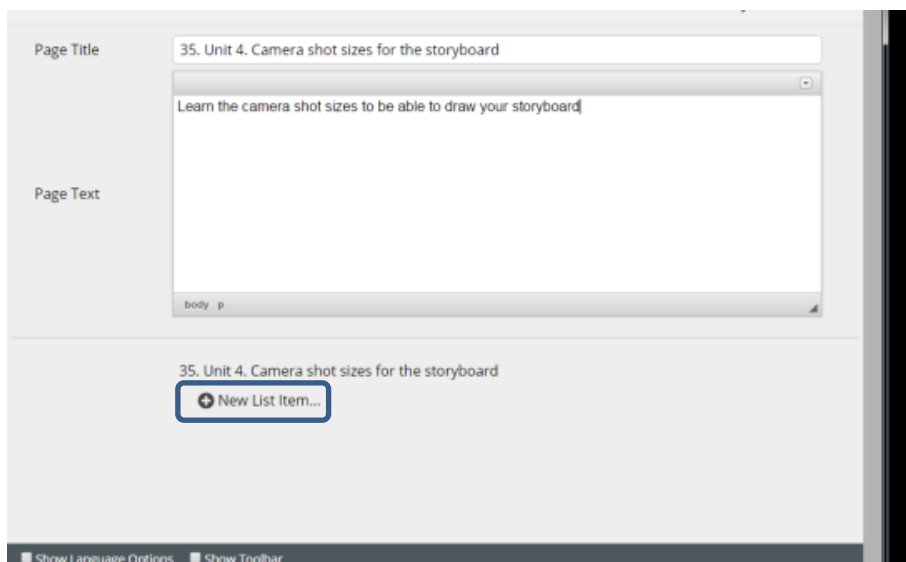 Page Title
35. Unit 4. Camera shot sizes for the storyboard
Learn the camera shot sizes to be able to draw your storyboard
Page Text
body p
35. Unit 4. Camera shot sizes for the storyboard
New List Item...
Show Language Options Show Toolbar